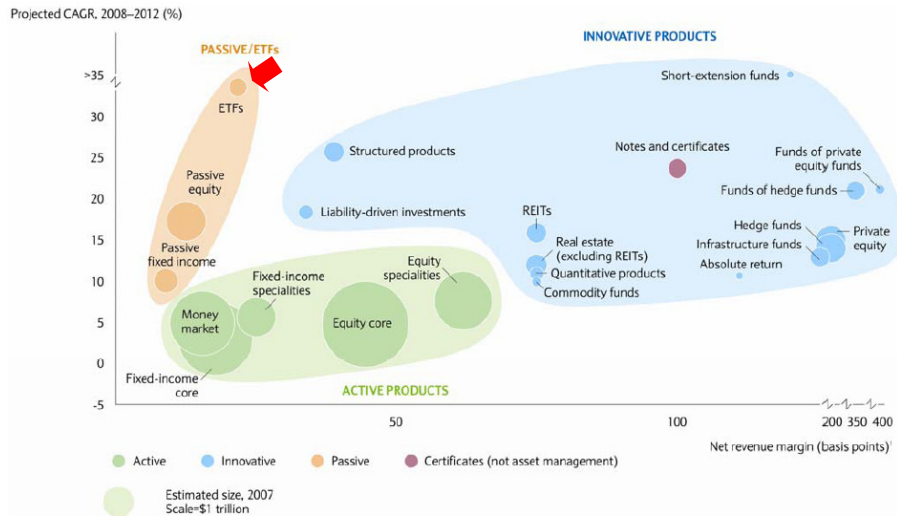 Projected CAGR, 2008–2012 (%)
PASSIVE/ETFs
INNOVATIVE PRODUCTS
>35
30
25
20
15
10
5
0
-5
ETFs
Passive
equity
Passive
fixed income
Structured products
Liability-driven investments
Short-extension funds
Notes and certificates
Funds of private
equity funds
Funds of hedge funds
REITs
Real estate
(excluding REITs)
Quantitative products
Commodity funds
Hedge funds
Private
equity
Infrastructure funds
Absolute return
Fixed-income
specialities
Equity
specialities
Money
market
Equity core
Fixed-income
core
ACTIVE PRODUCTS
50
100
200
350
400
Net revenue margin (basis points)¹
Active
Innovative
Passive
Certificates (not asset management)
Estimated size, 2007
Scale=$1 trillion